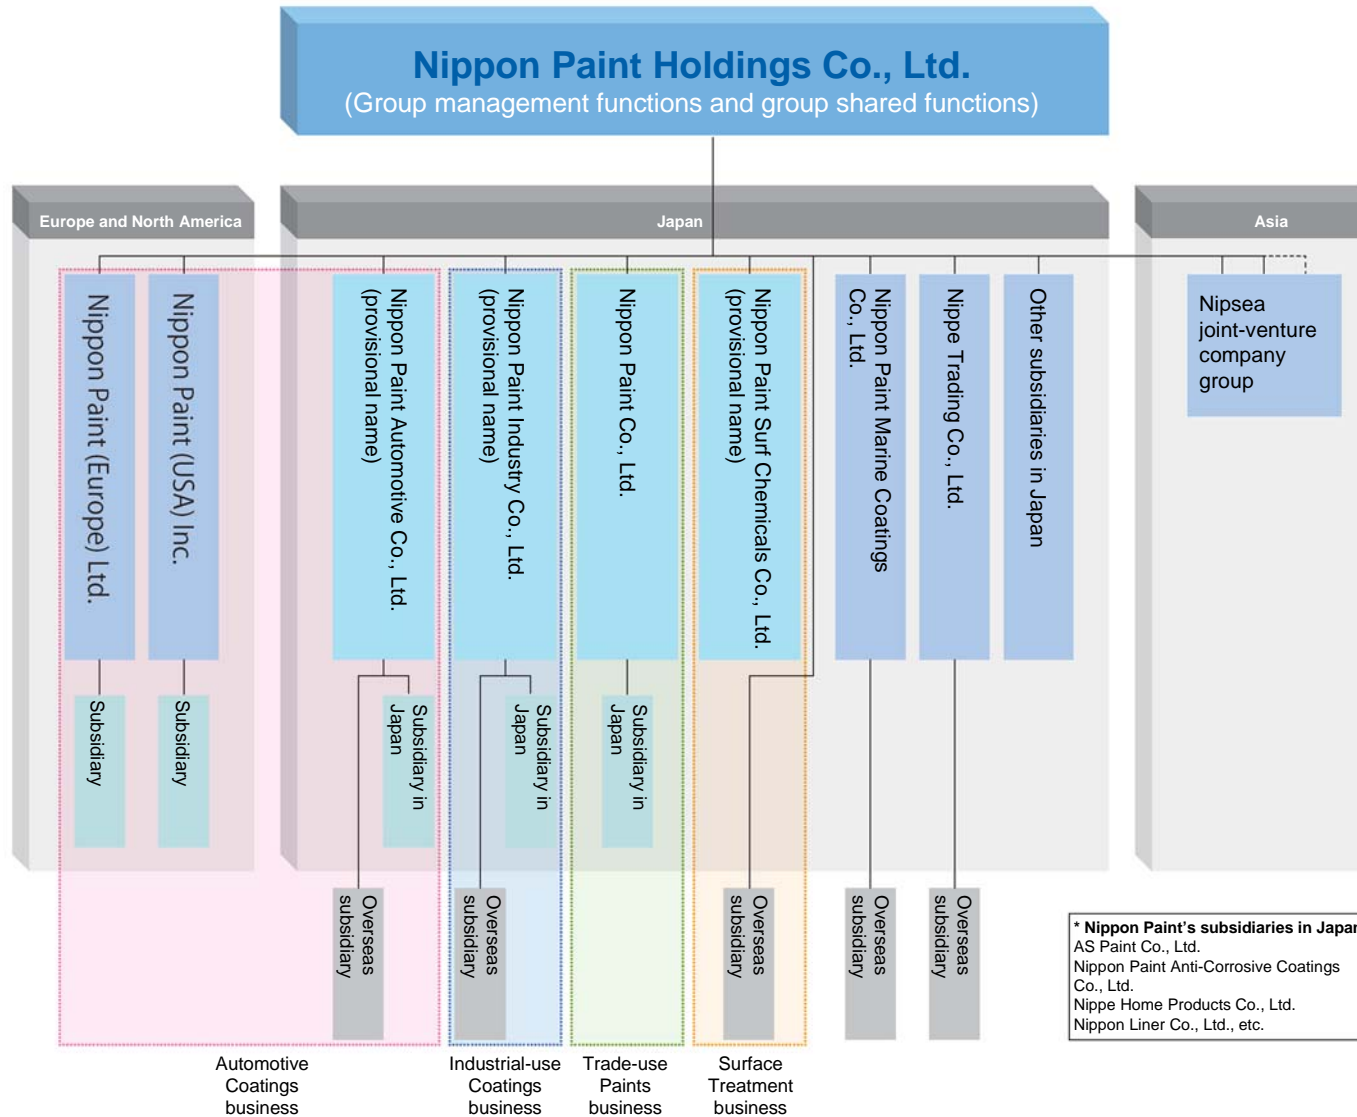 Nippon Paint Holdings Co., Ltd.
(Group management functions and group shared functions)
Europe and North America
Japan
Asia
Nippon Paint (Europe) Ltd.
Nippon Paint (USA) Inc.
Nippon Paint Automotive Co., Ltd.
(provisional name)
Nippon Paint Industry Co., Ltd.
(provisional name)
Nippon Paint Co., Ltd.
Nippon Paint Surf Chemicals Co., Ltd.
(provisional name)
Nippon Paint Marine Coatings
Co., Ltd.
Nippe Trading Co., Ltd.
Other subsidiaries in Japan
Nipsea
joint-venture
company
group
Subsidiary
Subsidiary
Subsidiary in
Japan
Subsidiary in
Japan
Subsidiary in
Japan
Overseas
subsidiary
Overseas
subsidiary
Overseas
subsidiary
Overseas
subsidiary
Overseas
subsidiary
* Nippon Paint's subsidiaries in Japan
AS Paint Co., Ltd.
Nippon Paint Anti-Corrosive Coatings
Co., Ltd.
Nippe Home Products Co., Ltd.
Nippon Liner Co., Ltd., etc.
Automotive
Coatings
business
Industrial-use
Coatings
business
Trade-use
Paints
business
Surface
Treatment
business